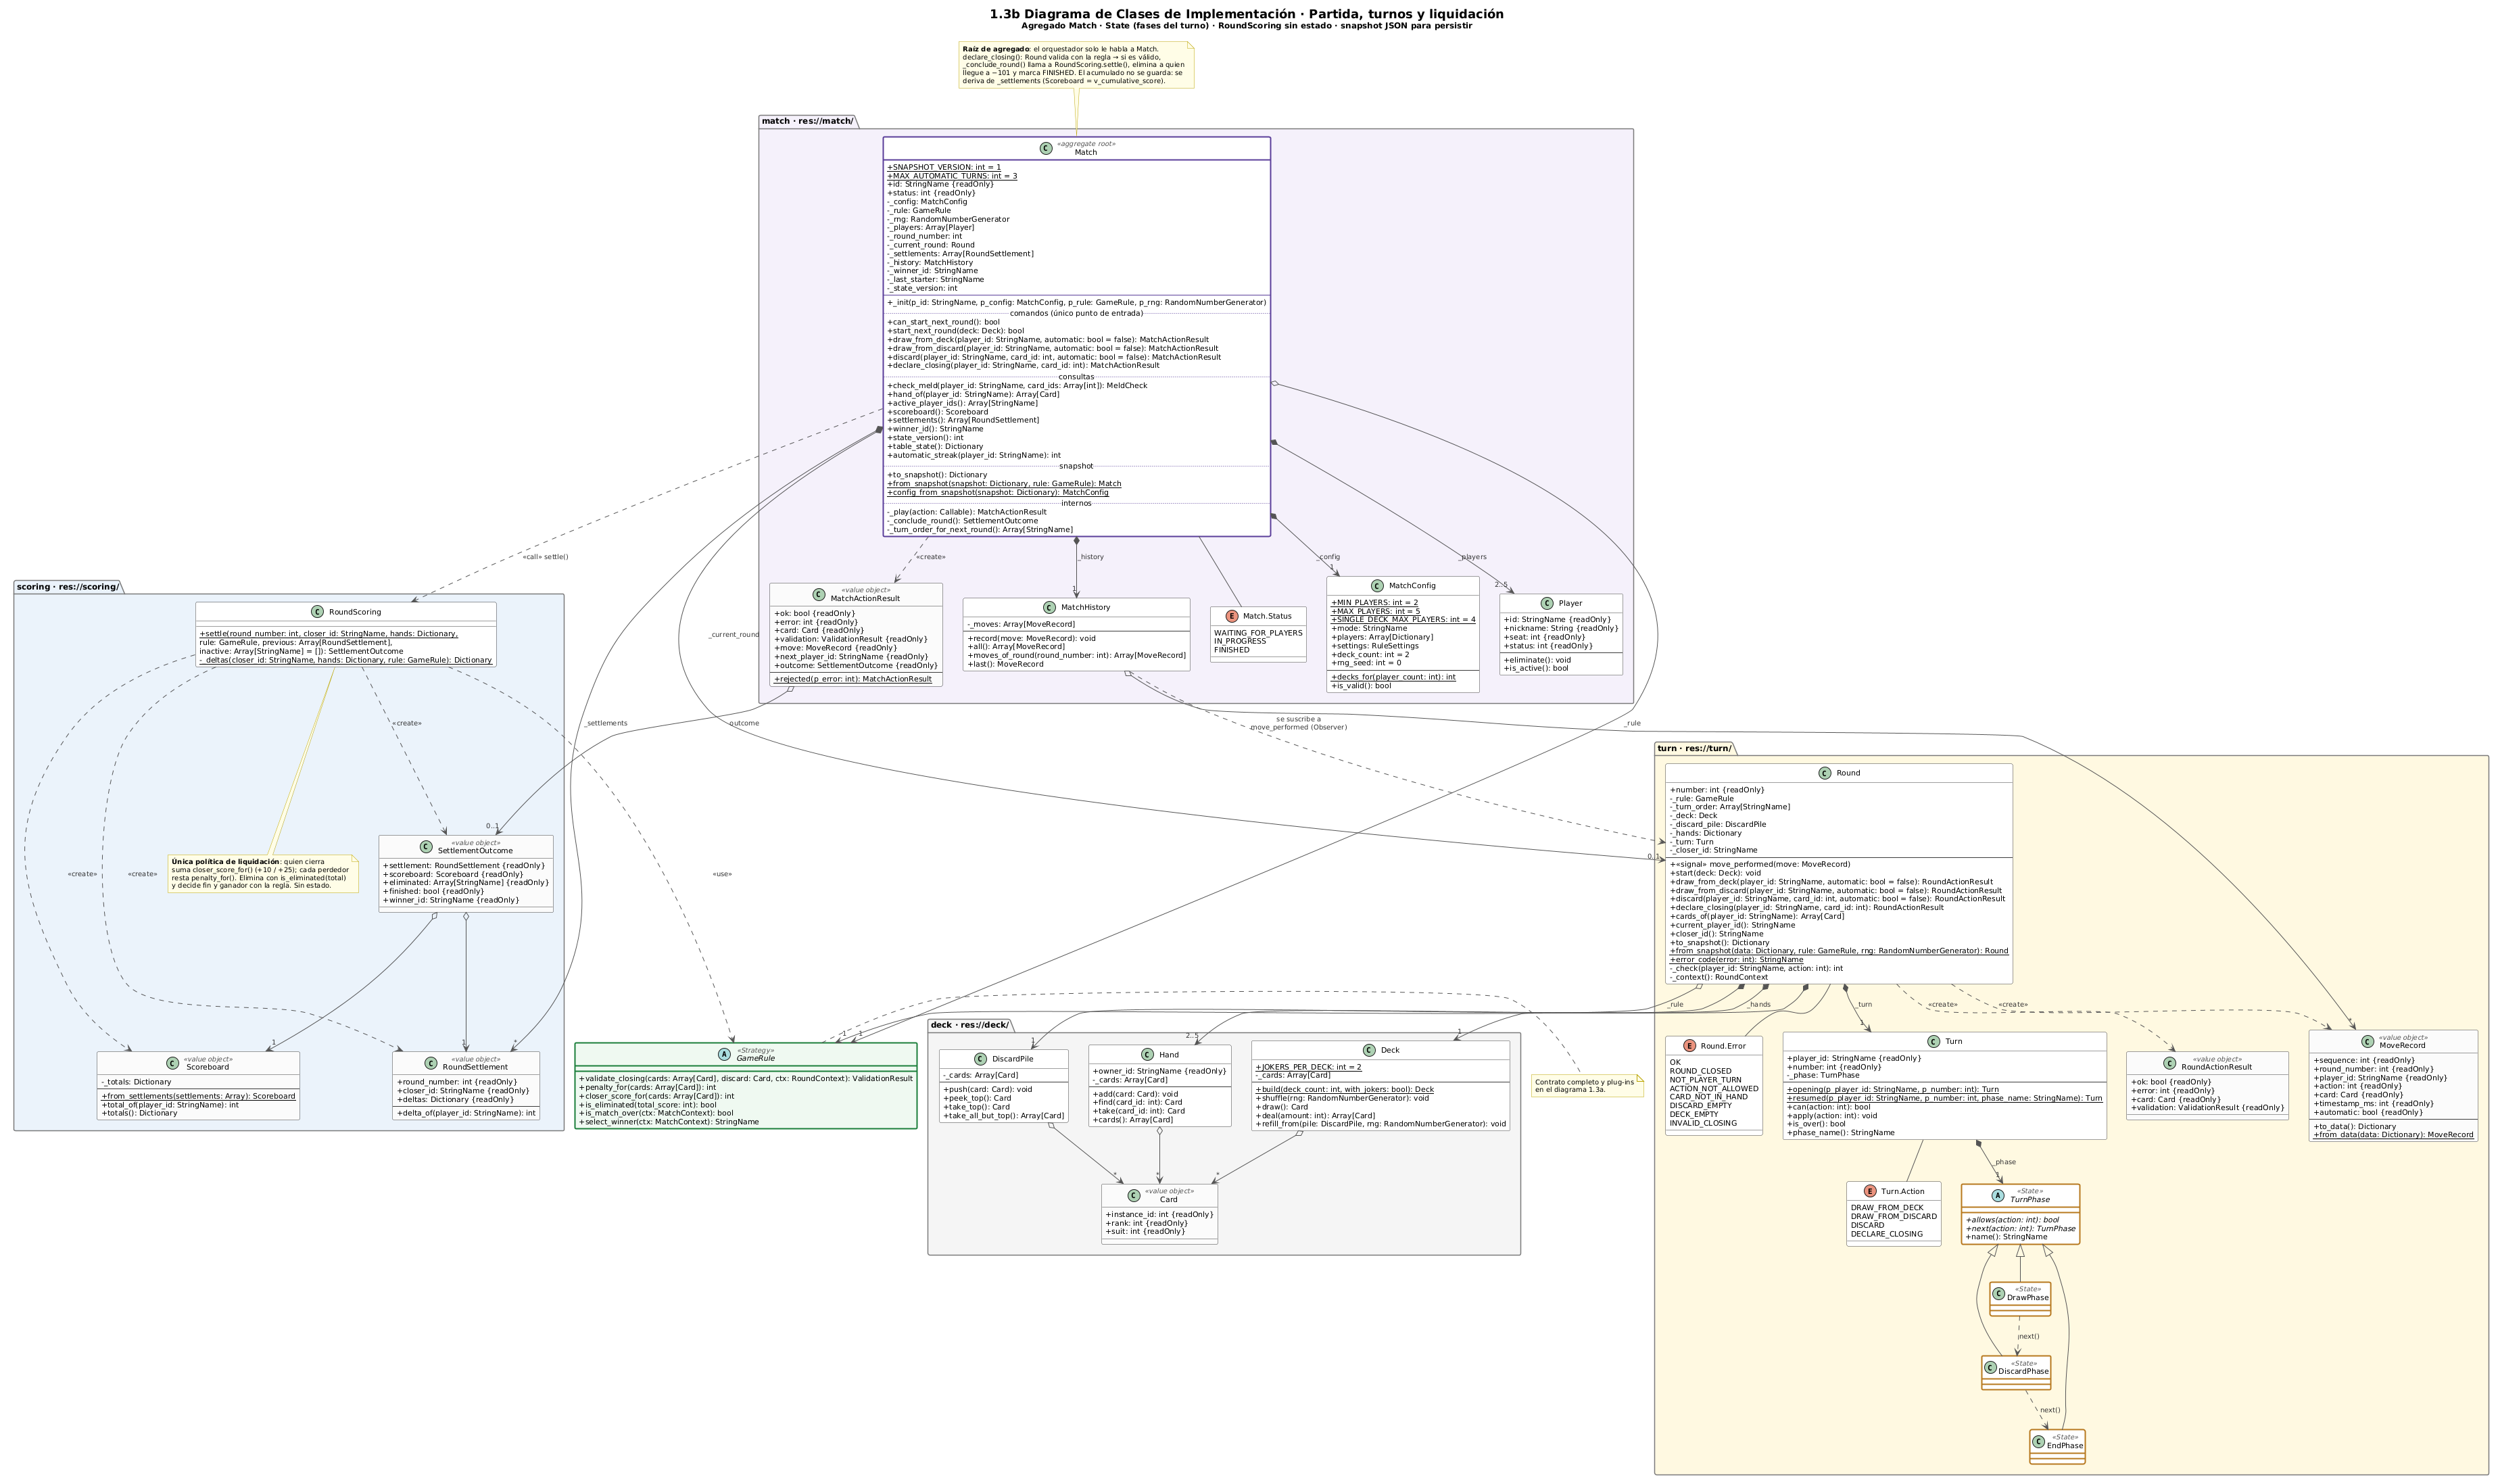 1.3b Diagrama de Clases de Implementación · Partida, turnos y liquidación
Agregado Match · State (fases del turno) · RoundScoring sin estado · snapshot JSON para persistir
Raíz de agregado: el orquestador solo le habla a Match.
declare_closing(): Round valida con la regla → si es válido,
_conclude_round() llama a RoundScoring.settle(), elimina a quien
llegue a −101 y marca FINISHED. El acumulado no se guarda: se
deriva de _settlements (Scoreboard = v_cumulative_score).
match · res://match/
C
«aggregate root»
Match
+SNAPSHOT_VERSION: int = 1
+MAX_AUTOMATIC_TURNS: int = 3
+id: StringName {readOnly}
+status: int {readOnly}
-_config: MatchConfig
-_rule: GameRule
-_rng: RandomNumberGenerator
-_players: Array[Player]
-_round_number: int
-_current_round: Round
-_settlements: Array[RoundSettlement]
-_history: MatchHistory
-_winner_id: StringName
-_last_starter: StringName
-_state_version: int
+_init(p_id: StringName, p_config: MatchConfig, p_rule: GameRule, p_rng: RandomNumberGenerator)
comandos (único punto de entrada)
+can_start_next_round(): bool
+start_next_round(deck: Deck): bool
+draw_from_deck(player_id: StringName, automatic: bool = false): MatchActionResult
+draw_from_discard(player_id: StringName, automatic: bool = false): MatchActionResult
+discard(player_id: StringName, card_id: int, automatic: bool = false): MatchActionResult
+declare_closing(player_id: StringName, card_id: int): MatchActionResult
consultas
+check_meld(player_id: StringName, card_ids: Array[int]): MeldCheck
+hand_of(player_id: StringName): Array[Card]
+active_player_ids(): Array[StringName]
+scoreboard(): Scoreboard
+settlements(): Array[RoundSettlement]
+winner_id(): StringName
+state_version(): int
+table_state(): Dictionary
+automatic_streak(player_id: StringName): int
snapshot
+to_snapshot(): Dictionary
+from_snapshot(snapshot: Dictionary, rule: GameRule): Match
+config_from_snapshot(snapshot: Dictionary): MatchConfig
internos
-_play(action: Callable): MatchActionResult
-_conclude_round(): SettlementOutcome
-_turn_order_for_next_round(): Array[StringName]
«call» settle()
«create»
_history
1
_config
1
_players
2..5
C
«value object»
MatchActionResult
+ok: bool {readOnly}
+error: int {readOnly}
+card: Card {readOnly}
+validation: ValidationResult {readOnly}
+move: MoveRecord {readOnly}
+next_player_id: StringName {readOnly}
+outcome: SettlementOutcome {readOnly}
+rejected(p_error: int): MatchActionResult
C
MatchHistory
-_moves: Array[MoveRecord]
+record(move: MoveRecord): void
+all(): Array[MoveRecord]
+moves_of_round(round_number: int): Array[MoveRecord]
+last(): MoveRecord
E
Match.Status
WAITING_FOR_PLAYERS
IN_PROGRESS
FINISHED
C
MatchConfig
+MIN_PLAYERS: int = 2
+MAX_PLAYERS: int = 5
+SINGLE_DECK_MAX_PLAYERS: int = 4
+mode: StringName
+players: Array[Dictionary]
+settings: RuleSettings
+deck_count: int = 2
+rng_seed: int = 0
+decks_for(player_count: int): int
+is_valid(): bool
C
Player
+id: StringName {readOnly}
+nickname: String {readOnly}
+seat: int {readOnly}
+status: int {readOnly}
+eliminate(): void
+is_active(): bool
scoring · res://scoring/
C
RoundScoring
+settle(round_number: int, closer_id: StringName, hands: Dictionary,
rule: GameRule, previous: Array[RoundSettlement],
inactive: Array[StringName] = []): SettlementOutcome
-_deltas(closer_id: StringName, hands: Dictionary, rule: GameRule): Dictionary
_current_round
«create»
_settlements
outcome
se suscribe a
move_performed (Observer)
_rule
0..1
C
«value object»
SettlementOutcome
+settlement: RoundSettlement {readOnly}
+scoreboard: Scoreboard {readOnly}
+eliminated: Array[StringName] {readOnly}
+finished: bool {readOnly}
+winner_id: StringName {readOnly}
Única política de liquidación: quien cierra
suma closer_score_for() (+10 / +25); cada perdedor
resta penalty_for(). Elimina con is_eliminated(total)
y decide fin y ganador con la regla. Sin estado.
«create»
«create»
«use»
1
1
*
C
«value object»
Scoreboard
-_totals: Dictionary
+from_settlements(settlements: Array): Scoreboard
+total_of(player_id: StringName): int
+totals(): Dictionary
C
«value object»
RoundSettlement
+round_number: int {readOnly}
+closer_id: StringName {readOnly}
+deltas: Dictionary {readOnly}
+delta_of(player_id: StringName): int
1
1
A
«Strategy»
GameRule
+validate_closing(cards: Array[Card], discard: Card, ctx: RoundContext): ValidationResult
+penalty_for(cards: Array[Card]): int
+closer_score_for(cards: Array[Card]): int
+is_eliminated(total_score: int): bool
+is_match_over(ctx: MatchContext): bool
+select_winner(ctx: MatchContext): StringName
deck · res://deck/
1
2..5
1
C
DiscardPile
-_cards: Array[Card]
+push(card: Card): void
+peek_top(): Card
+take_top(): Card
+take_all_but_top(): Array[Card]
C
Hand
+owner_id: StringName {readOnly}
-_cards: Array[Card]
+add(card: Card): void
+find(card_id: int): Card
+take(card_id: int): Card
+cards(): Array[Card]
C
Deck
+JOKERS_PER_DECK: int = 2
-_cards: Array[Card]
+build(deck_count: int, with_jokers: bool): Deck
+shuffle(rng: RandomNumberGenerator): void
+draw(): Card
+deal(amount: int): Array[Card]
+refill_from(pile: DiscardPile, rng: RandomNumberGenerator): void
*
*
*
C
«value object»
Card
+instance_id: int {readOnly}
+rank: int {readOnly}
+suit: int {readOnly}
Contrato completo y plug-ins
en el diagrama 1.3a.
turn · res://turn/
0..1
C
Round
+number: int {readOnly}
-_rule: GameRule
-_turn_order: Array[StringName]
-_deck: Deck
-_discard_pile: DiscardPile
-_hands: Dictionary
-_turn: Turn
-_closer_id: StringName
+«signal» move_performed(move: MoveRecord)
+start(deck: Deck): void
+draw_from_deck(player_id: StringName, automatic: bool = false): RoundActionResult
+draw_from_discard(player_id: StringName, automatic: bool = false): RoundActionResult
+discard(player_id: StringName, card_id: int, automatic: bool = false): RoundActionResult
+declare_closing(player_id: StringName, card_id: int): RoundActionResult
+cards_of(player_id: StringName): Array[Card]
+current_player_id(): StringName
+closer_id(): StringName
+to_snapshot(): Dictionary
+from_snapshot(data: Dictionary, rule: GameRule, rng: RandomNumberGenerator): Round
+error_code(error: int): StringName
-_check(player_id: StringName, action: int): int
-_context(): RoundContext
_rule
_hands
_turn
1
«create»
«create»
*
E
Round.Error
OK
ROUND_CLOSED
NOT_PLAYER_TURN
ACTION_NOT_ALLOWED
CARD_NOT_IN_HAND
DISCARD_EMPTY
DECK_EMPTY
INVALID_CLOSING
C
Turn
+player_id: StringName {readOnly}
+number: int {readOnly}
-_phase: TurnPhase
+opening(p_player_id: StringName, p_number: int): Turn
+resumed(p_player_id: StringName, p_number: int, phase_name: StringName): Turn
+can(action: int): bool
+apply(action: int): void
+is_over(): bool
+phase_name(): StringName
C
«value object»
RoundActionResult
+ok: bool {readOnly}
+error: int {readOnly}
+card: Card {readOnly}
+validation: ValidationResult {readOnly}
C
«value object»
MoveRecord
+sequence: int {readOnly}
+round_number: int {readOnly}
+player_id: StringName {readOnly}
+action: int {readOnly}
+card: Card {readOnly}
+timestamp_ms: int {readOnly}
+automatic: bool {readOnly}
+to_data(): Dictionary
+from_data(data: Dictionary): MoveRecord
_phase
1
E
Turn.Action
DRAW_FROM_DECK
DRAW_FROM_DISCARD
DISCARD
DECLARE_CLOSING
A
«State»
TurnPhase
+allows(action: int): bool
+next(action: int): TurnPhase
+name(): StringName
C
«State»
DrawPhase
next()
C
«State»
DiscardPhase
next()
C
«State»
EndPhase